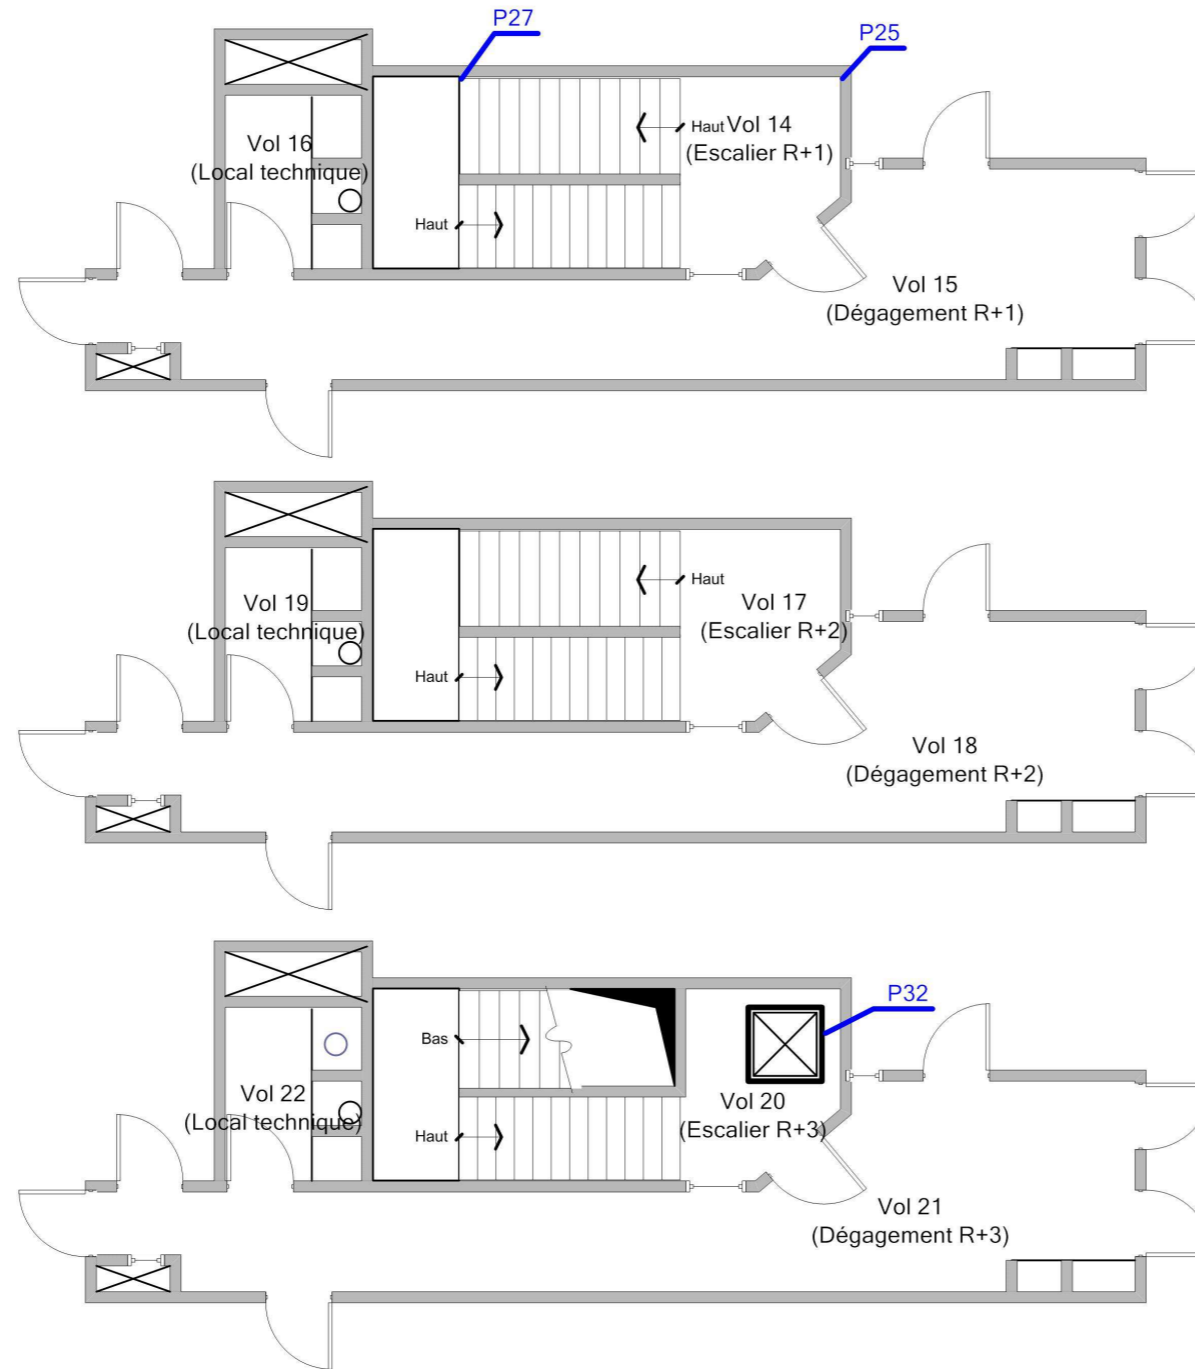 P27
P25
Vol 16
(Local technique)
Haut
Vol 14
(Escalier R+1)
Haut
Vol 15
(Dégagement R+1)
Haut
Vol 19
(Local technique)
Vol 17
(Escalier R+2)
Haut
Vol 18
(Dégagement R+2)
P32
Bas
Vol 22
(Local technique)
Vol 20
(Escalier R+3)
Haut
Vol 21
(Dégagement R+3)